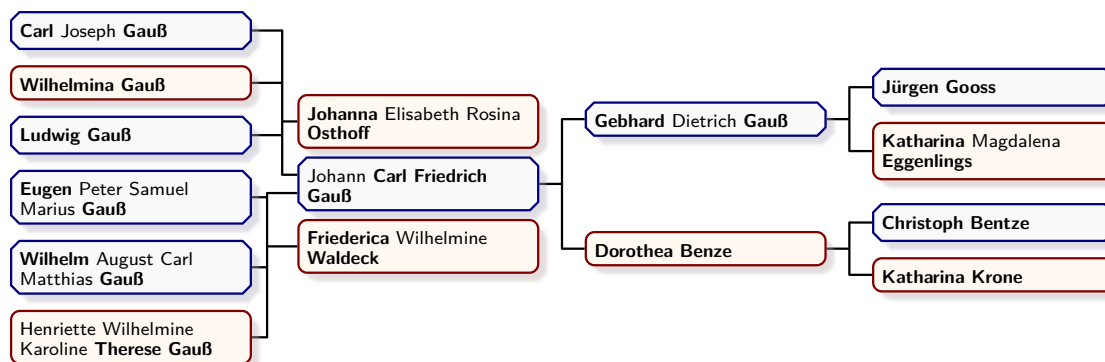 Carl Joseph Gauß
Wilhelmina Gauß
Ludwig Gauß
Eugen Peter Samuel
Marius Gauß
Wilhelm August Carl
Matthias Gauß
Henriette Wilhelmine
Karoline Therese Gauß
Johanna Elisabeth Rosina
Osthoff
Johann Carl Friedrich
Gauß
Friederica Wilhelmine
Waldeck
Gebhard Dietrich Gauß
Dorothea Benze
Jürgen Gooss
Katharina Magdalena
Eggenlings
Christoph Bentze
Katharina Krone